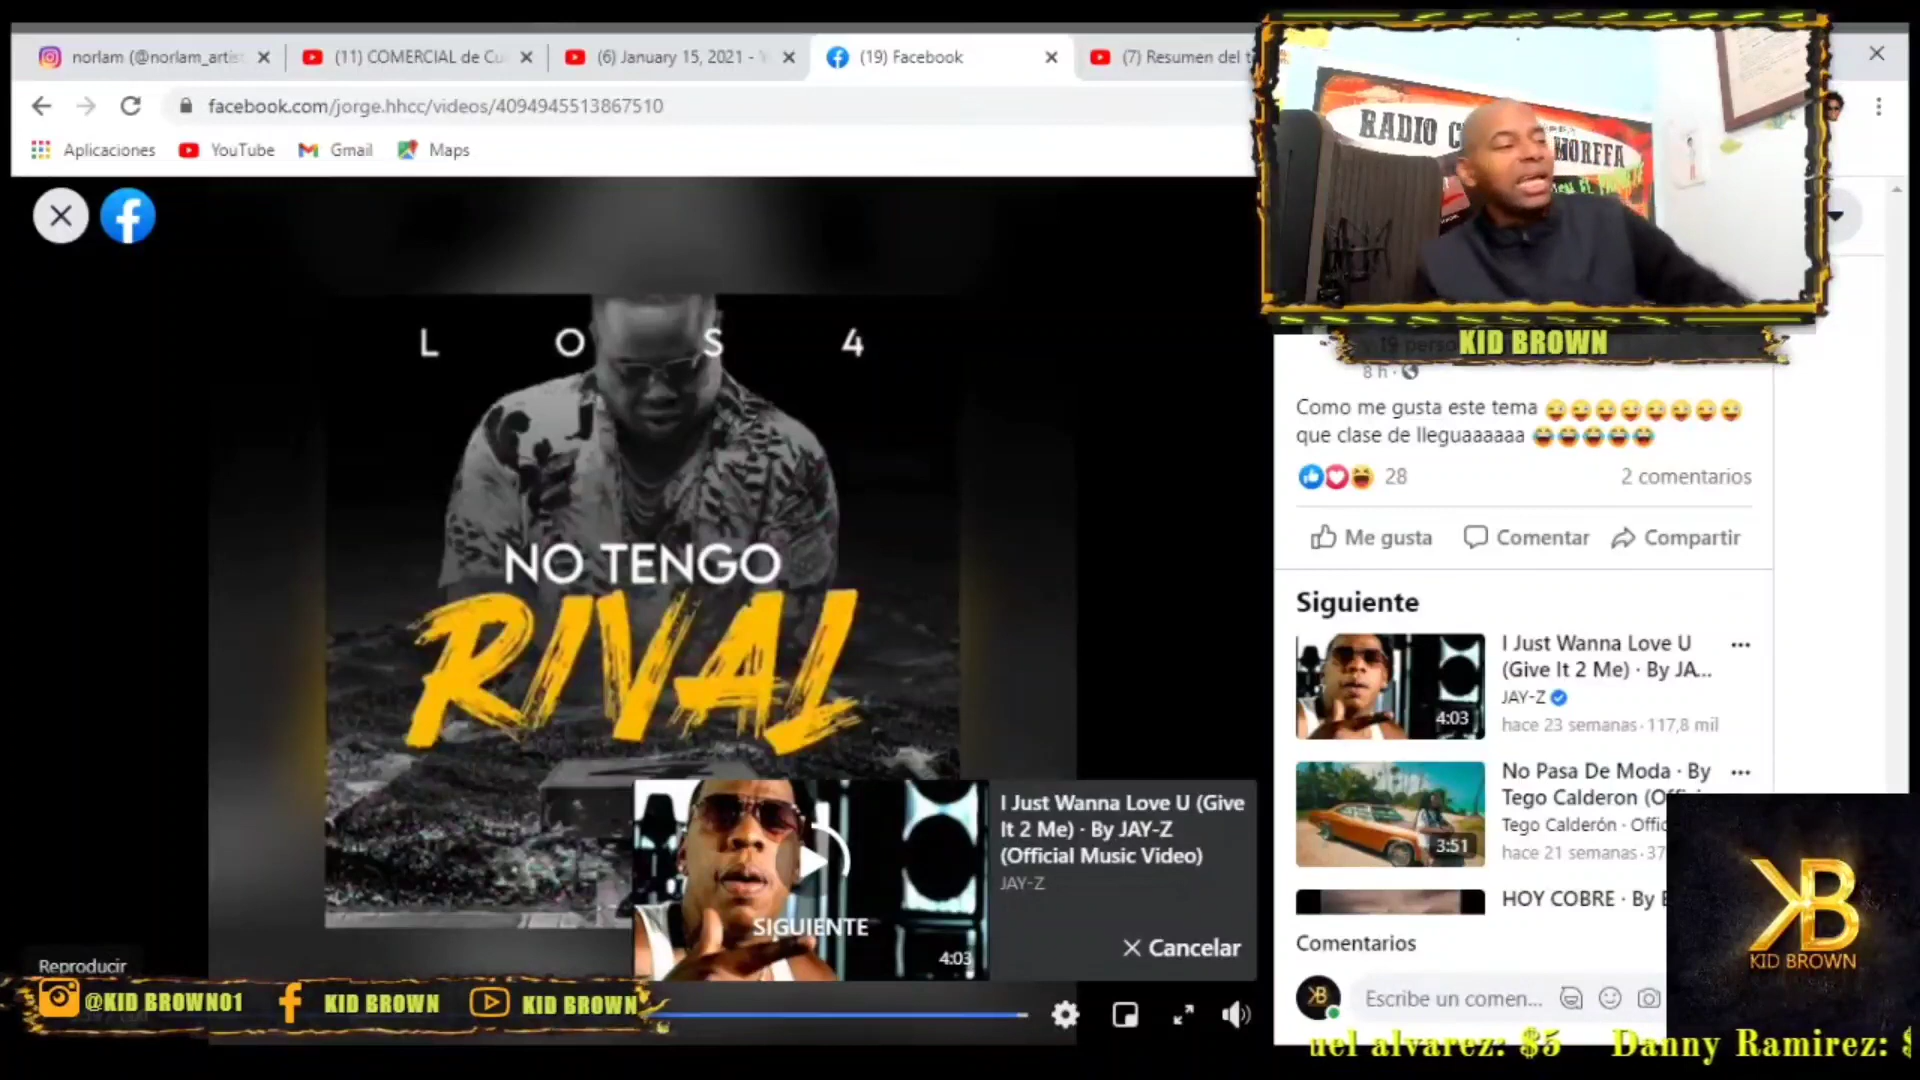 norlam (@norlam_artis
(11) COMERCIAL de Cu
(6) January 15, 2021 -
(19) Facebook
(7) Resumen del t
facebook.com/jorge.hhcc/videos/4094945513867510
Aplicaciones
YouTube
Gmail
Maps
RADIO C
MORFFA
KID BROWN
8 h ·
Como me gusta este tema
que clase de lleguaaaaaa
28
2 comentarios
Me gusta
Comentar
Compartir
LOS 4
NO TENGO
RIVAL
Siguiente
I Just Wanna Love U
(Give It 2 Me) · By JA...
JAY-Z
hace 23 semanas · 117,8 mil
4:03
No Pasa De Moda · By
Tego Calderon (Of
Tego Calderón - Offic
hace 21 semanas · 37
3:51
HOY COBRE · By
Comentarios
Escribe un comen...
I Just Wanna Love U (Give
It 2 Me) · By JAY-Z
(Official Music Video)
JAY-Z
SIGUIENTE
4:03
Cancelar
Reproducir
@KID BROWN01
KID BROWN
KID BROWN
KB
KID BROWN
uel alvarez: $5 Danny Ramirez: $